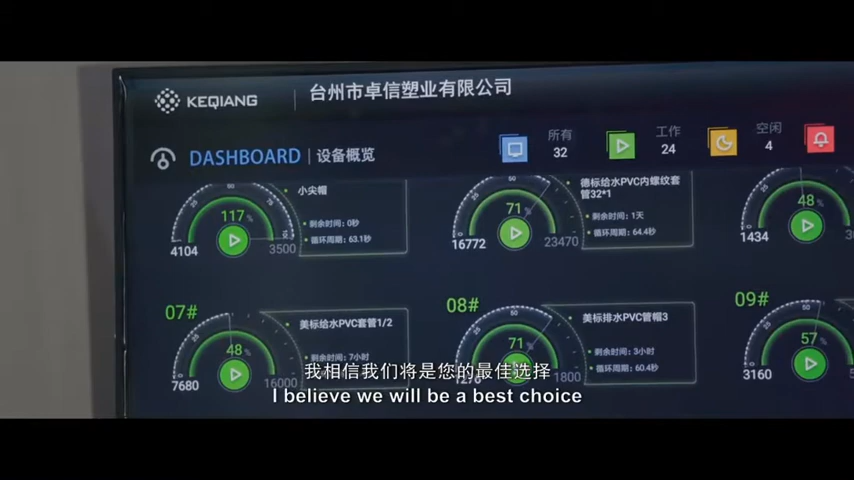 KEQIANG
台州市卓信塑业有限公司
DASHBOARD 设备概览
所有 32
工作 24
空闲 4
小尖帽
117%
剩余时间：0秒
循环周期：63.1秒
4104 3500
德标给水PVC内螺纹套管32*1
71%
剩余时间：1天
循环周期：64.4秒
16772 23470
48%
1434
07#
美标给水PVC套管1/2
48%
剩余时间：7小时
7680 16000
08#
美标排水PVC管帽3
71%
剩余时间：3小时
循环周期：60.4秒
1800
09#
57%
3160
我相信我们将是您的最佳选择
I believe we will be a best choice